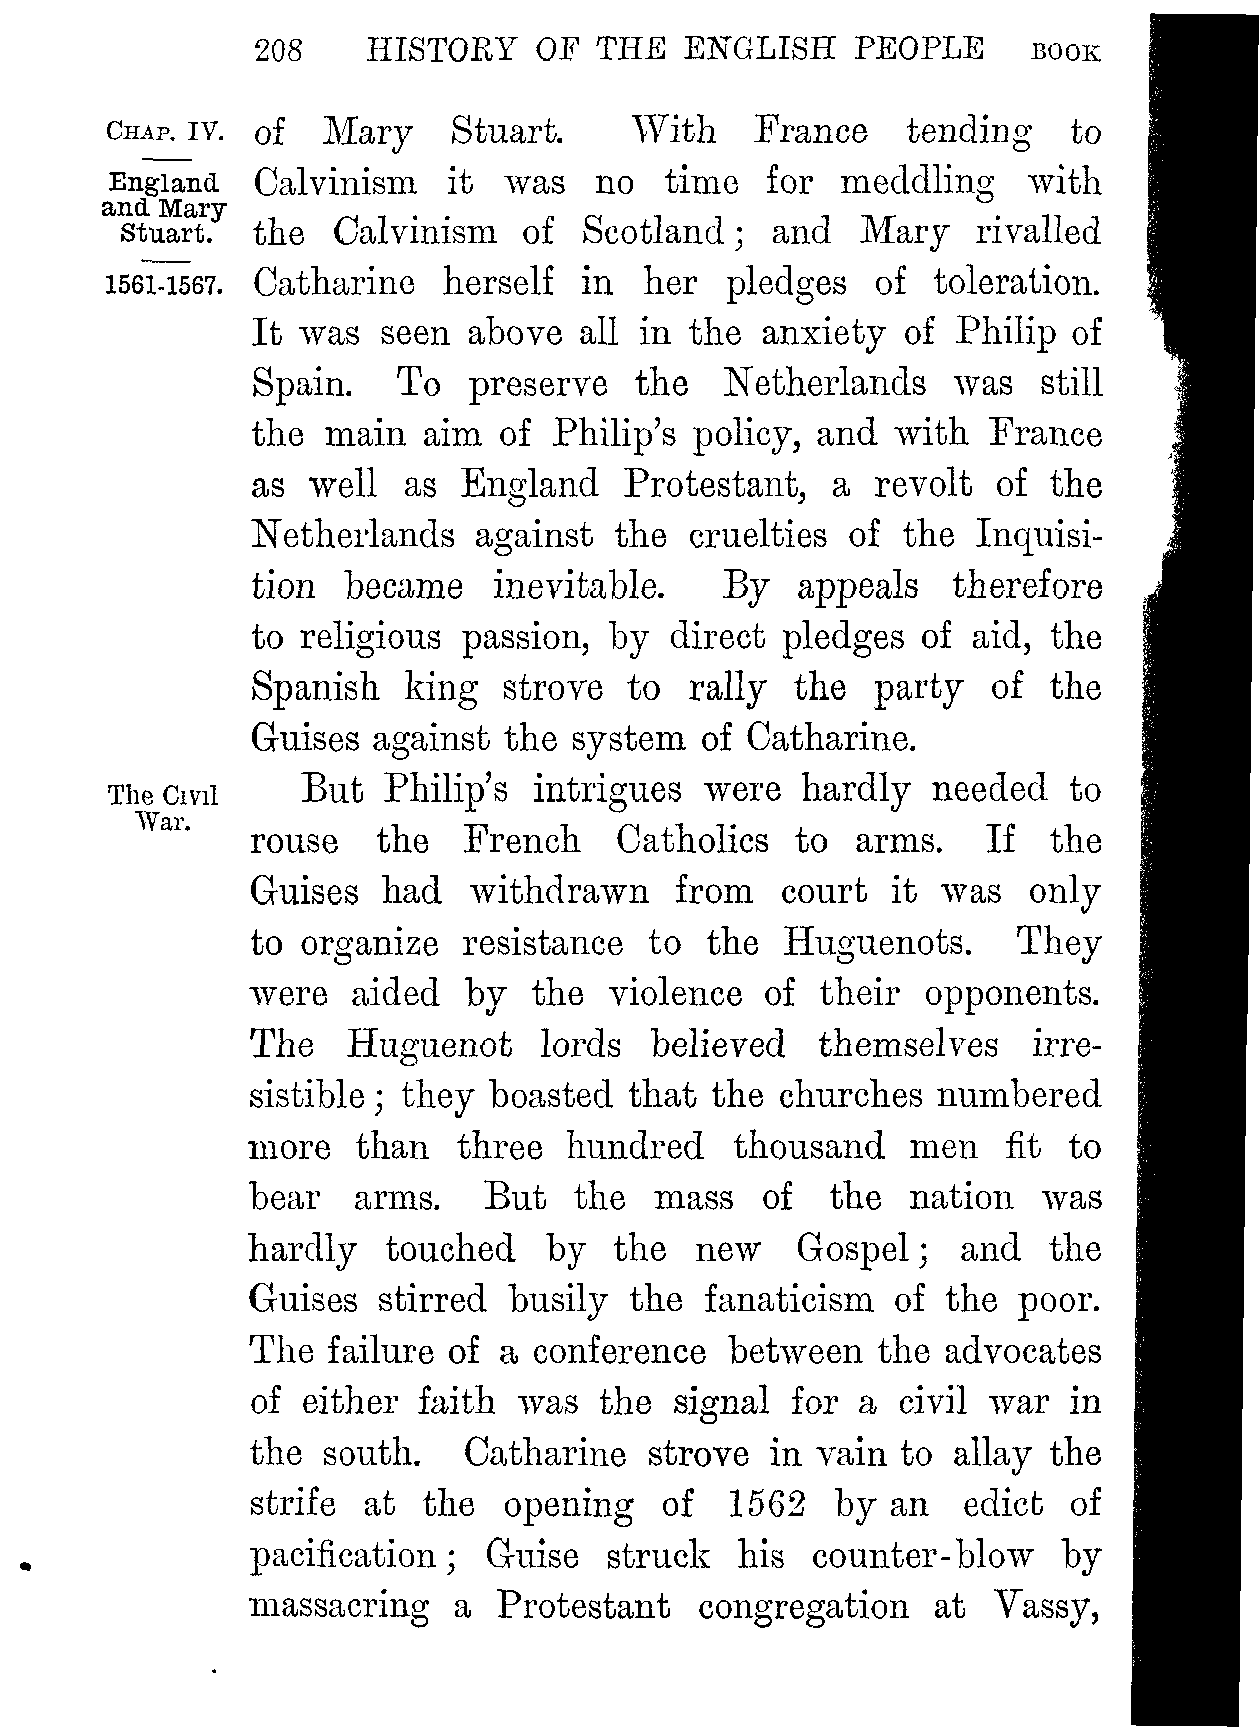 208 HISTORY OF THE ENGLISH PEOPLE BOOK
CHAP. IV.
England
and Mary
Stuart.
1561-1567.
of Mary Stuart. With France tending to
Calvinism it was no time for meddling with
the Calvinism of Scotland; and Mary rivalled
Catharine herself in her pledges of toleration.
It was seen above all in the anxiety of Philip of
Spain. To preserve the Netherlands was still
the main aim of Philip's policy, and with France
as well as England Protestant, a revolt of the
Netherlands against the cruelties of the Inquisi-
tion became inevitable. By appeals therefore
to religious passion, by direct pledges of aid, the
Spanish king strove to rally the party of the
Guises against the system of Catharine.
The Civil
War.
But Philip's intrigues were hardly needed to
rouse the French Catholics to arms. If the
Guises had withdrawn from court it was only
to organize resistance to the Huguenots. They
were aided by the violence of their opponents.
The Huguenot lords believed themselves irre-
sistible; they boasted that the churches numbered
more than three hundred thousand men fit to
bear arms. But the mass of the nation was
hardly touched by the new Gospel; and the
Guises stirred busily the fanaticism of the poor.
The failure of a conference between the advocates
of either faith was the signal for a civil war in
the south. Catharine strove in vain to allay the
strife at the opening of 1562 by an edict of
pacification; Guise struck his counter-blow by
massacring a Protestant congregation at Vassy,